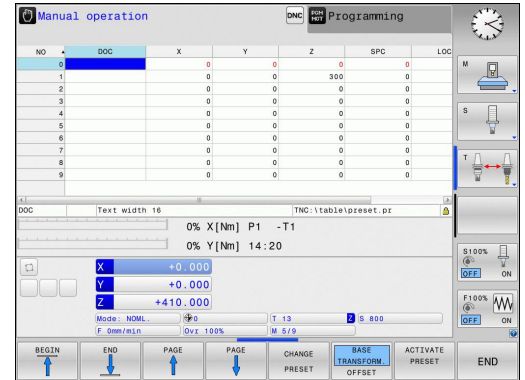 Manual operation
DNC PGM MGT Programming
NO DOC X Y Z SPC LOC
0 0 0 0 0
1 0 0 300 0
2 0 0 0 0
3 0 0 0 0
4 0 0 0 0
5 0 0 0 0
6 0 0 0 0
7 0 0 0 0
8 0 0 0 0
9 0 0 0 0
DOC Text width 16 TNC:\table\preset.pr
0% X[Nm] P1 -T1
0% Y[Nm] 14:20
X +0.000
Y +0.000
Z +410.000
Mode: NOML. 0 T 13 Z S 800
F 0mm/min Ovr 100% M 5/9
M
S
T
S100%
OFF ON
F100%
OFF ON
BEGIN
END
PAGE
PAGE
CHANGE
PRESET
BASE
TRANSFORM.
OFFSET
ACTIVATE
PRESET
END